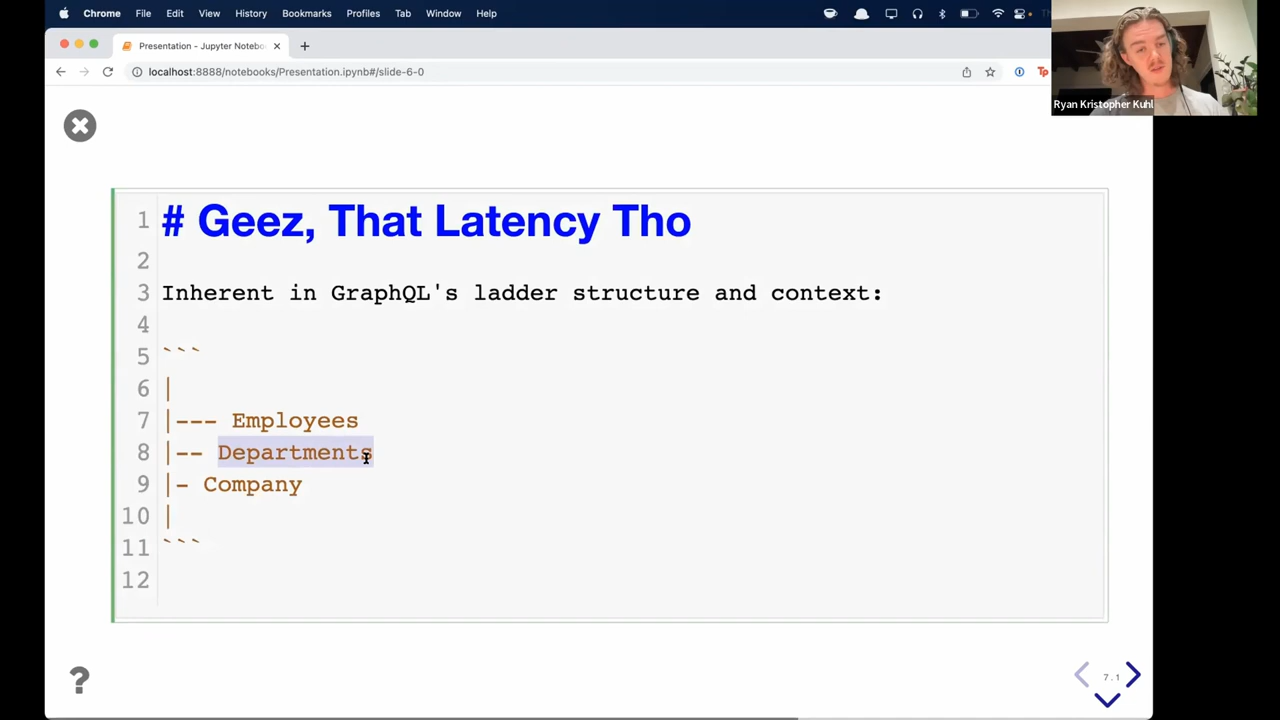 Chrome File Edit View History Bookmarks Profiles Tab Window Help
Presentation - Jupyter Notebo
localhost:8888/notebooks/Presentation.ipynb#/slide-6-0
Ryan Kristopher Kuhl
1 # Geez, That Latency Tho
2
3 Inherent in GraphQL's ladder structure and context:
4
5 ```
6 |
7 |--- Employees
8 |-- Departments
9 |- Company
10 |
11 ```
12
?
7.1